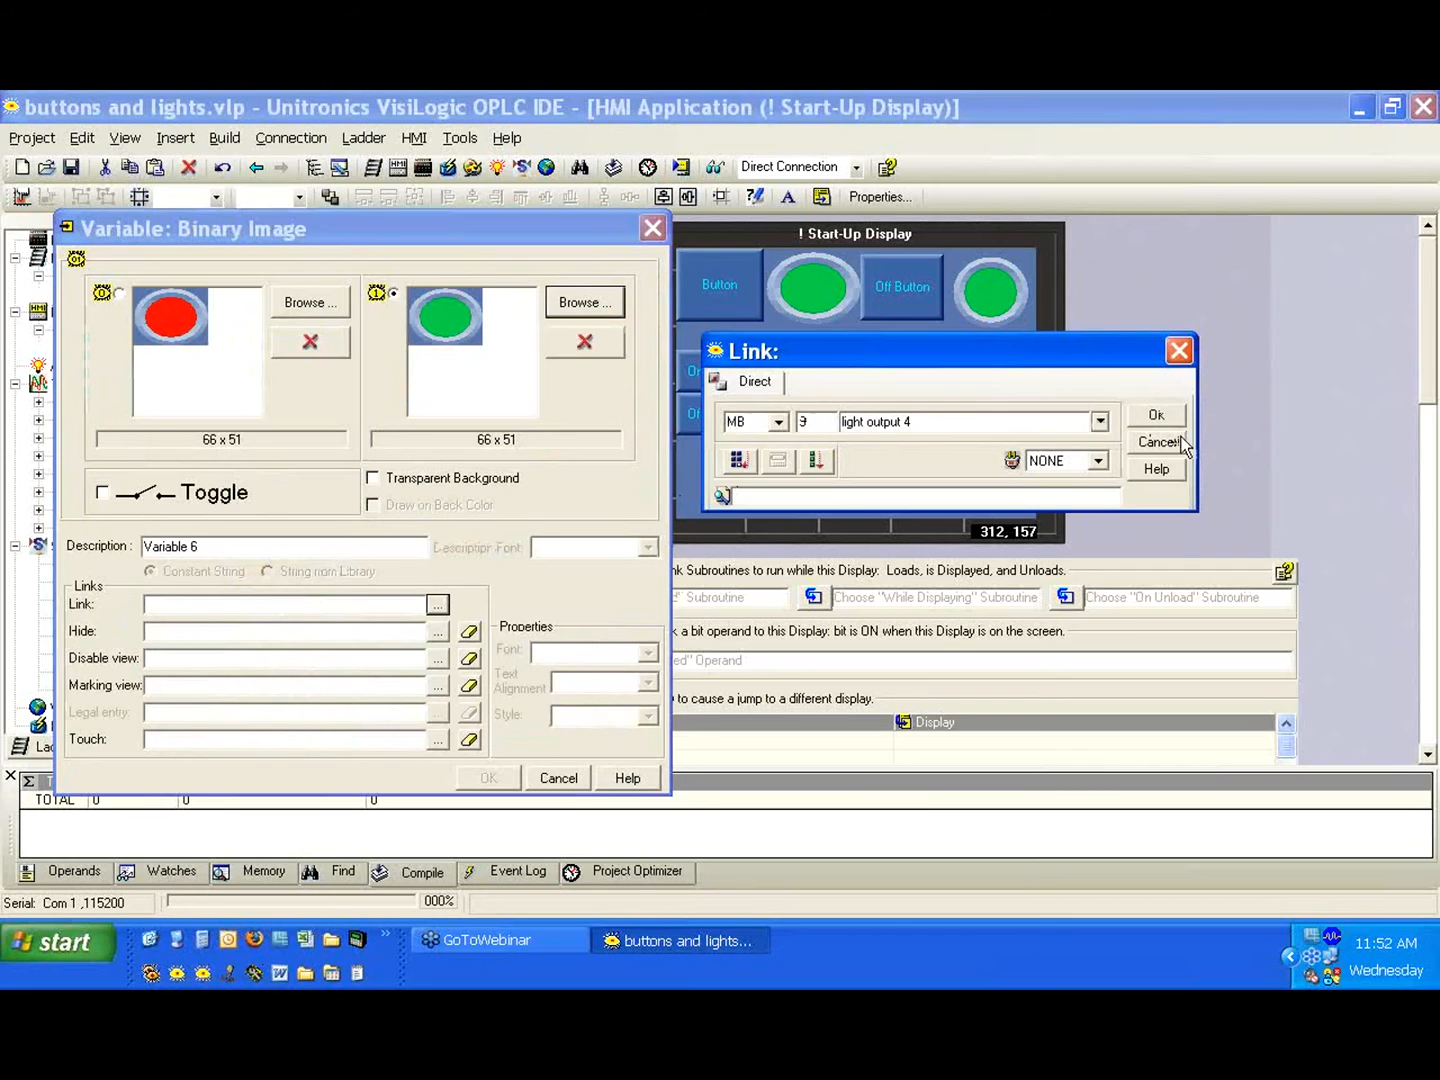 buttons and lights.vlp - Unitronics VisiLogic OPLC IDE - [HMI Application (! Start-Up Display)]
Project Edit View Insert Build Connection Ladder HMI Tools Help
Direct Connection
Properties...
Variable: Binary Image
! Start-Up Display
0
1
Browse ...
Browse ...
Button
Off Button
66 x 51
66 x 51
Toggle
Transparent Background
Draw on Back Color
Link:
Direct
MB
9
light output 4
Ok
Cancel
Help
NONE
312, 157
Description :
Variable 6
Description Font:
Constant String
String from Library
Links
Link:
...
Hide:
...
Disable view:
...
Marking view:
...
Legal entry:
...
Touch:
...
Properties
Font:
Text Alignment
Style:
OK
Cancel
Help
nk Subroutines to run while this Display: Loads, is Displayed, and Unloads.
d" Subroutine
Choose "While Displaying" Subroutine
Choose "On Unload" Subroutine
k a bit operand to this Display: bit is ON when this Display is on the screen.
ed" Operand
to cause a jump to a different display.
Display
La
TOTAL 0 0 0
Operands Watches Memory Find Compile Event Log Project Optimizer
Serial: Com 1 ,115200
000%
start
GoToWebinar
buttons and lights...
11:52 AM
Wednesday